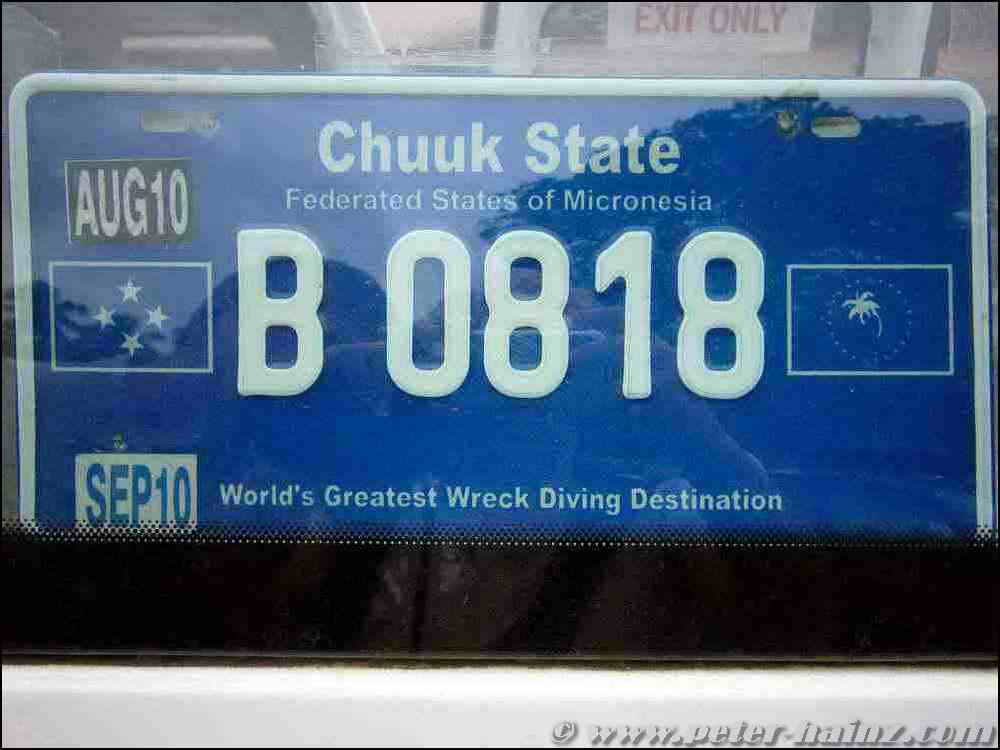 EXIT ONLY
Chuuk State
Federated States of Micronesia
AUG10
B 0818
SEP10
World's Greatest Wreck Diving Destination
© www.peter-hainz.com